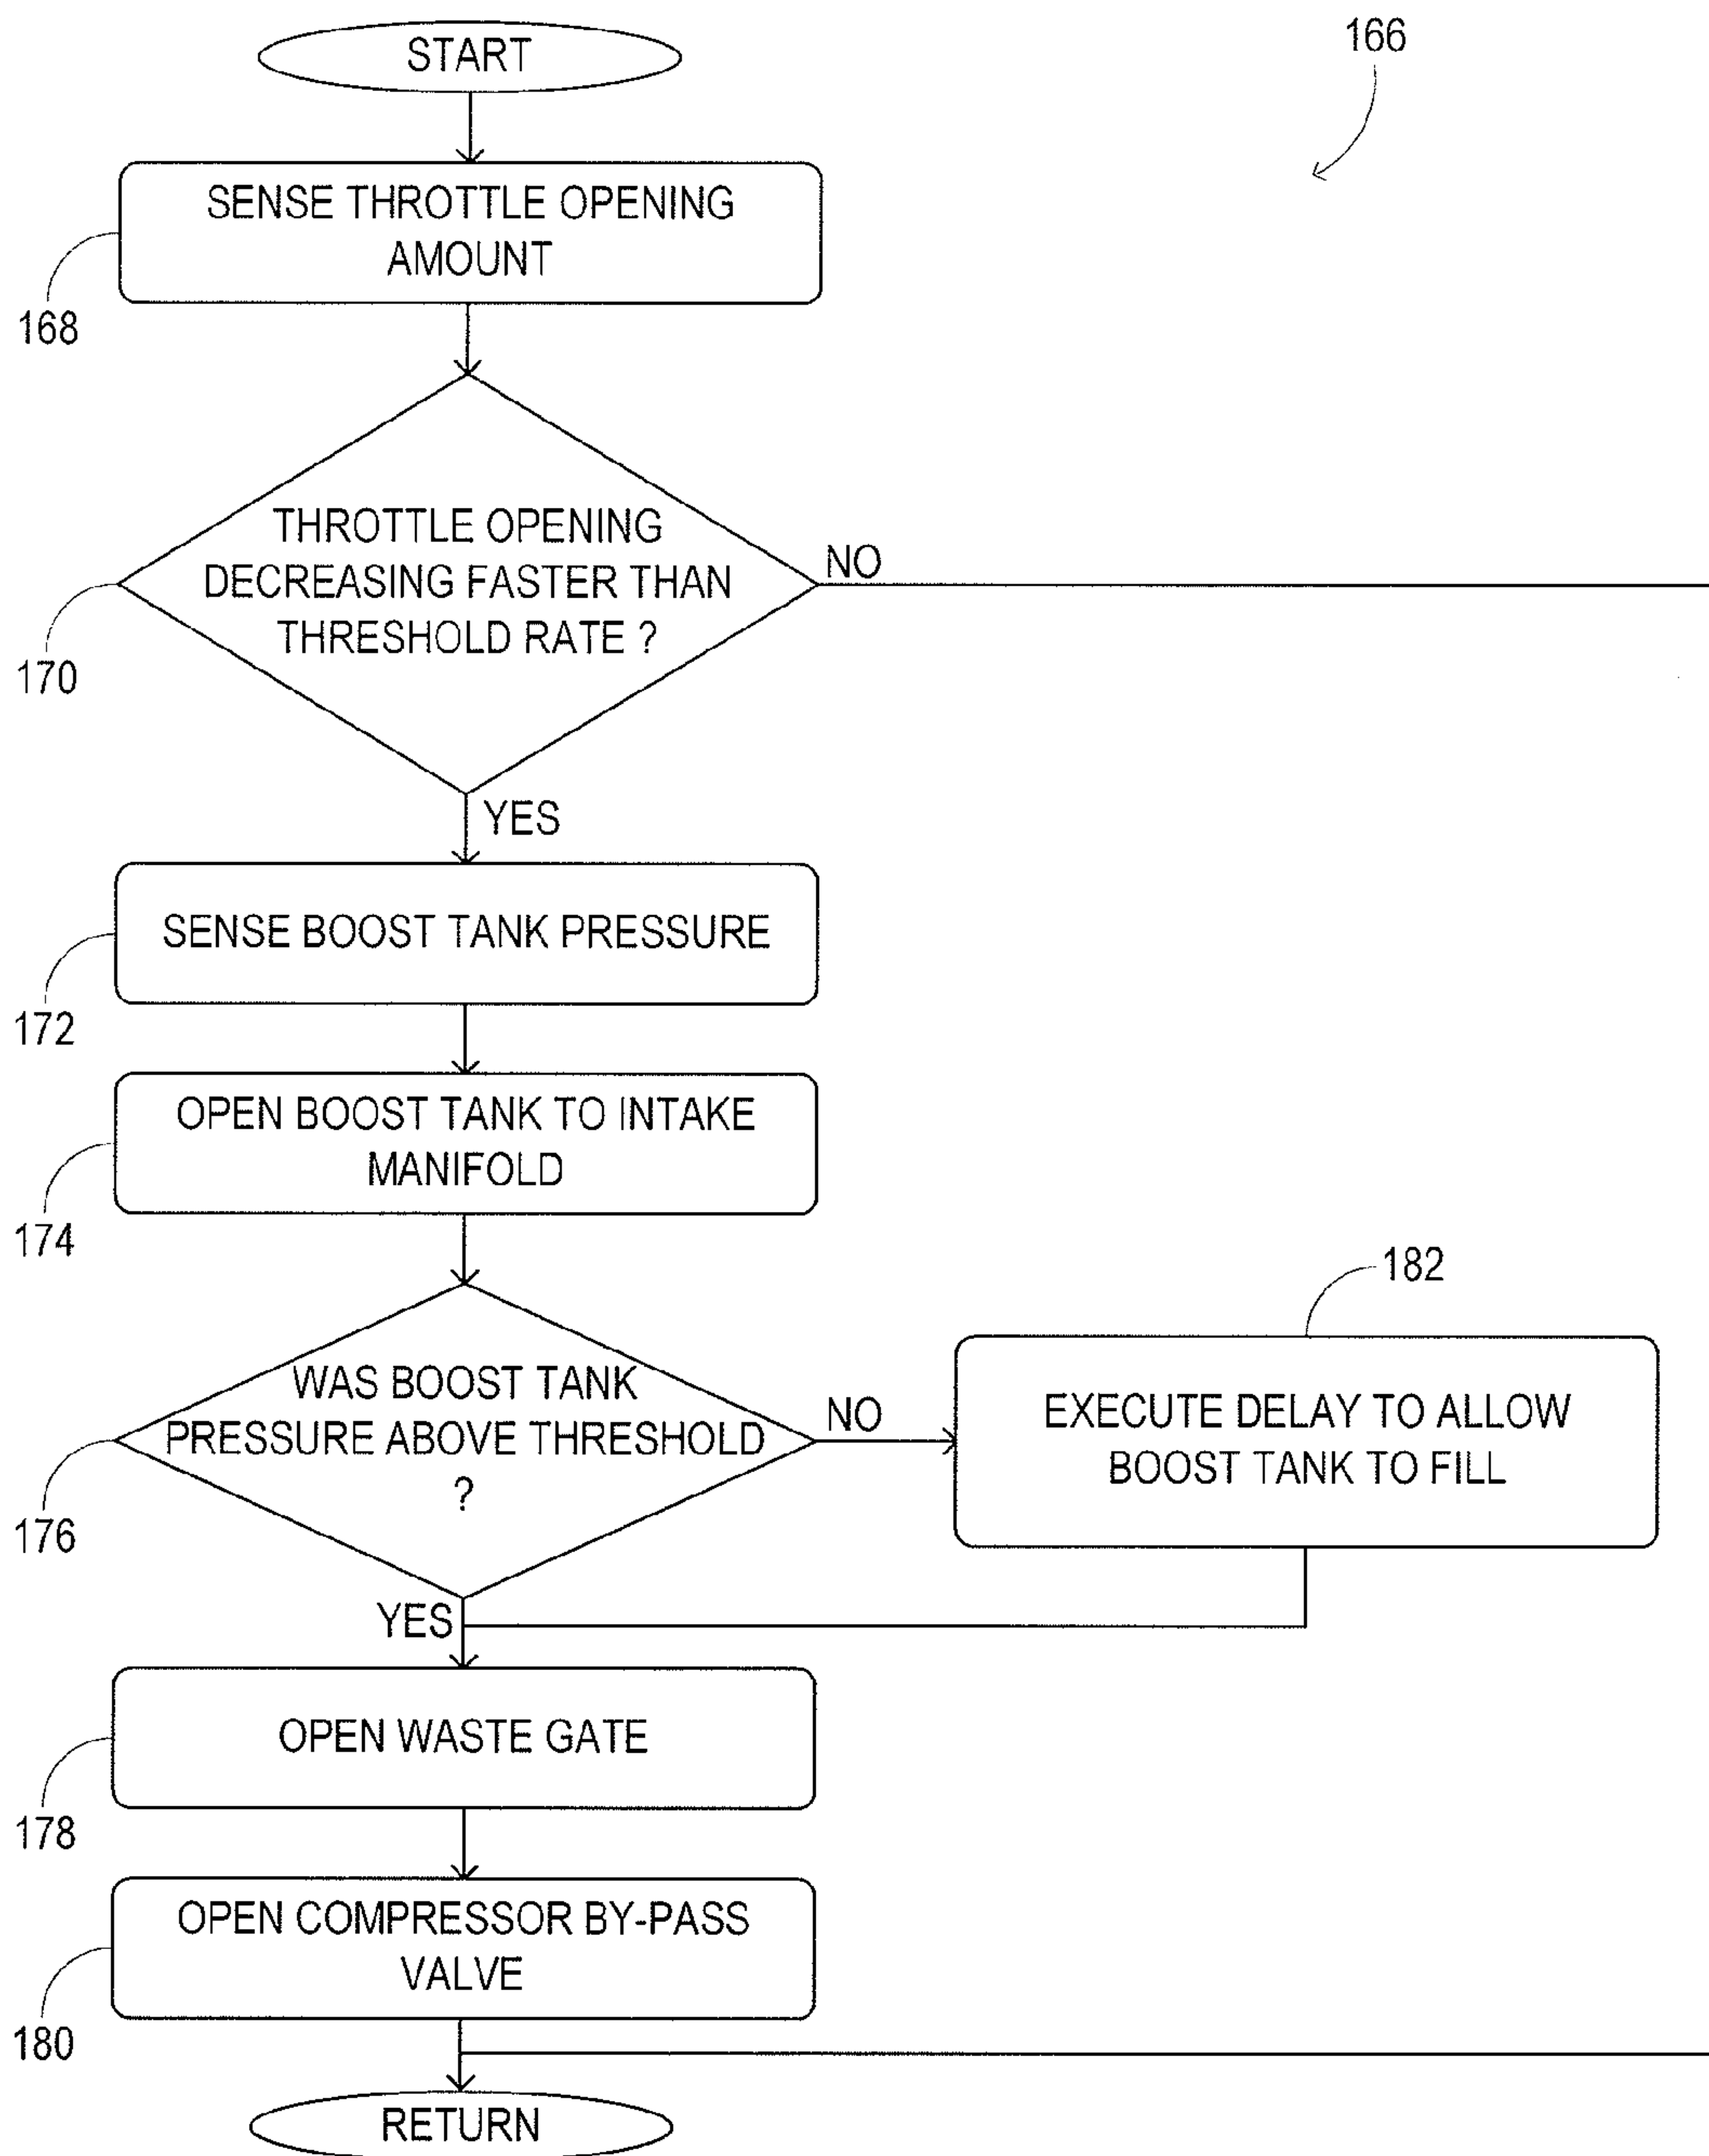 START
166
SENSE THROTTLE OPENING
AMOUNT
168
THROTTLE OPENING
DECREASING FASTER THAN
THRESHOLD RATE ?
NO
170
YES
SENSE BOOST TANK PRESSURE
172
OPEN BOOST TANK TO INTAKE
MANIFOLD
174
182
WAS BOOST TANK
PRESSURE ABOVE THRESHOLD
?
NO
EXECUTE DELAY TO ALLOW
BOOST TANK TO FILL
176
YES
OPEN WASTE GATE
178
OPEN COMPRESSOR BY-PASS
VALVE
180
RETURN